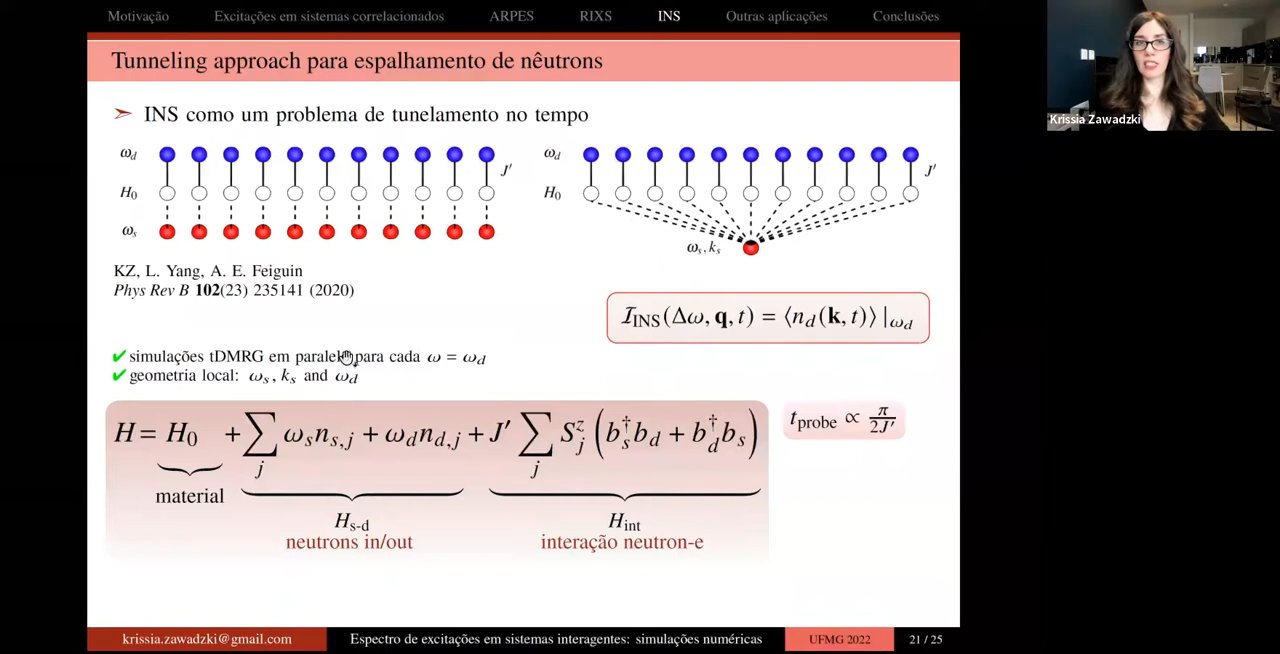 Motivação Excitações em sistemas correlacionados ARPES RIXS INS Outras aplicações Conclusões
Tunneling approach para espalhamento de nêutrons
➣ INS como um problema de tunelamento no tempo
ω_d J′ ω_d J′
H_0 H_0
ω_s ω_s, k_s
KZ, L. Yang, A. E. Feiguin
Phys Rev B 102(23) 235141 (2020)
I_INS(Δω, q, t) = ⟨n_d(k, t)⟩ |_ω_d
✔ simulações tDMRG em paralelo para cada ω = ω_d
✔ geometria local: ω_s, k_s and ω_d
H = H_0 + ∑_j ω_s n_{s,j} + ω_d n_{d,j} + J′ ∑_j S_j^z (b_s^† b_d + b_d^† b_s)
t_probe ∝ π/2J′
material
H_s-d
neutrons in/out
H_int
interação neutron-e
krissia.zawadzki@gmail.com Espectro de excitações em sistemas interagentes: simulações numéricas UFMG 2022 21 / 25
Krissia Zawadzki